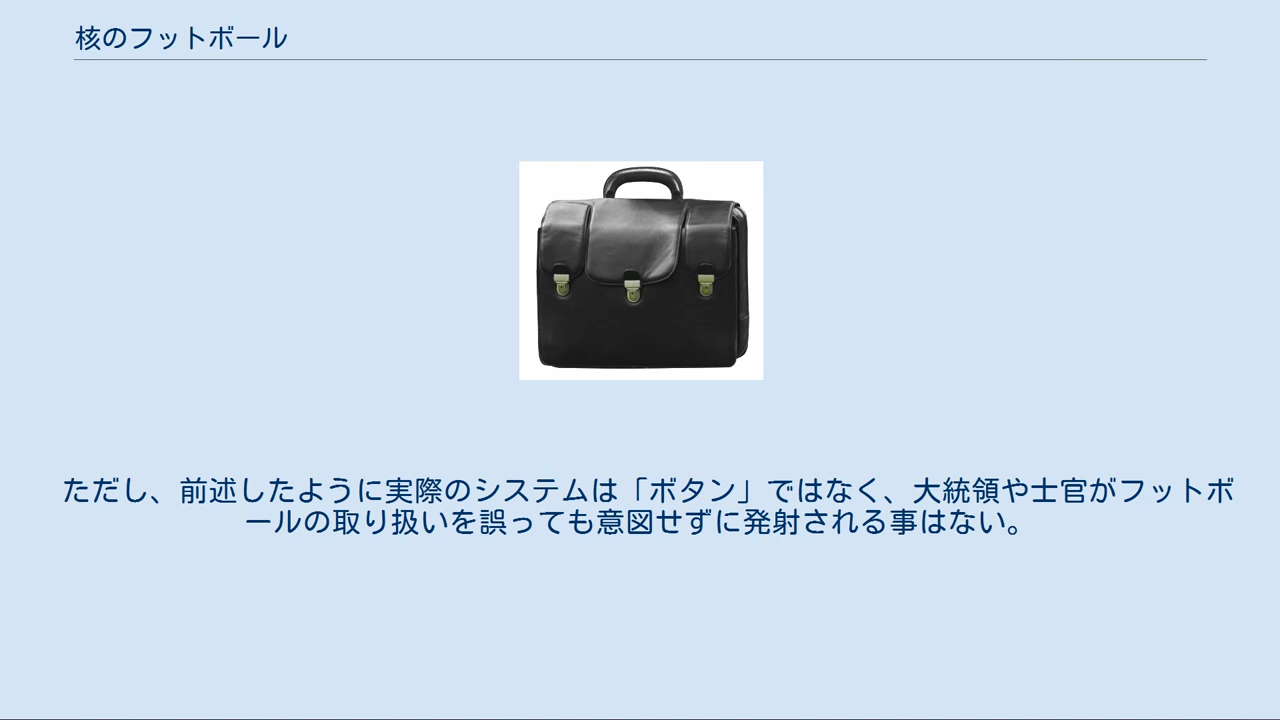 核のフットボール
ただし、前述したように実際のシステムは「ボタン」ではなく、大統領や士官がフットボ
ールの取り扱いを誤っても意図せずに発射される事はない。